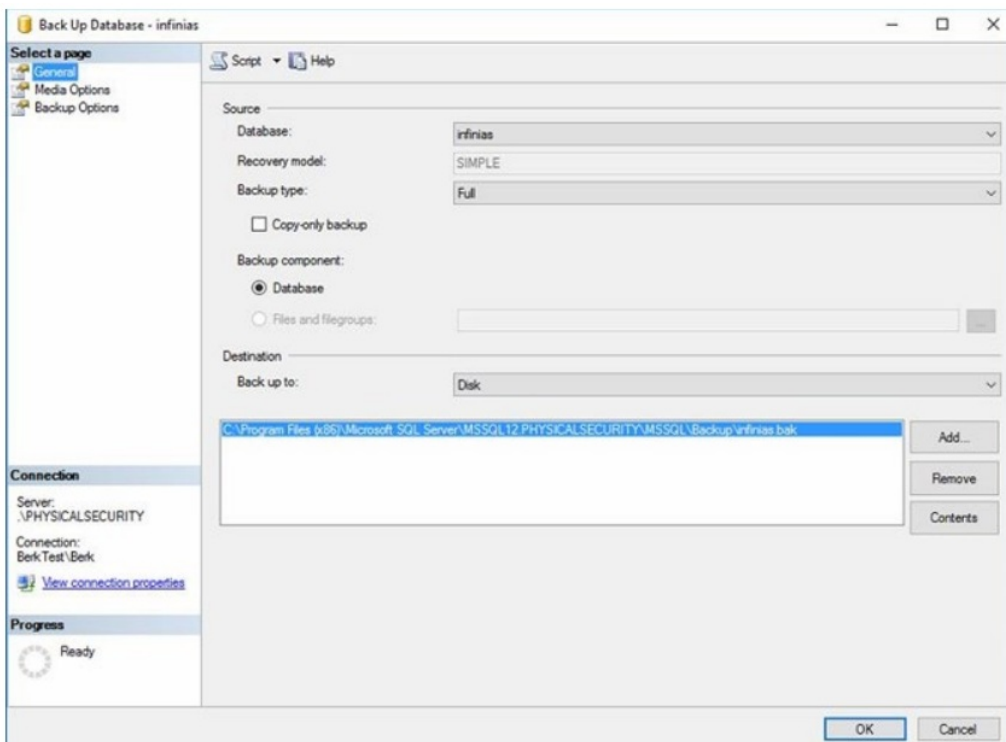 Back Up Database - infinias
Select a page
General
Media Options
Backup Options
Script
Help
Source
Database:
infinias
Recovery model:
SIMPLE
Backup type:
Full
Copy-only backup
Backup component:
Database
Files and filegroups:
...
Destination
Back up to:
Disk
C:\Program Files (x86)\Microsoft SQL Server\MSSQL12.PHYSICALSECURITY\MSSQL\Backup\infinias.bak
Add...
Remove
Contents
Connection
Server:
.\PHYSICALSECURITY
Connection:
BerkTest\Berk
View connection properties
Progress
Ready
OK
Cancel